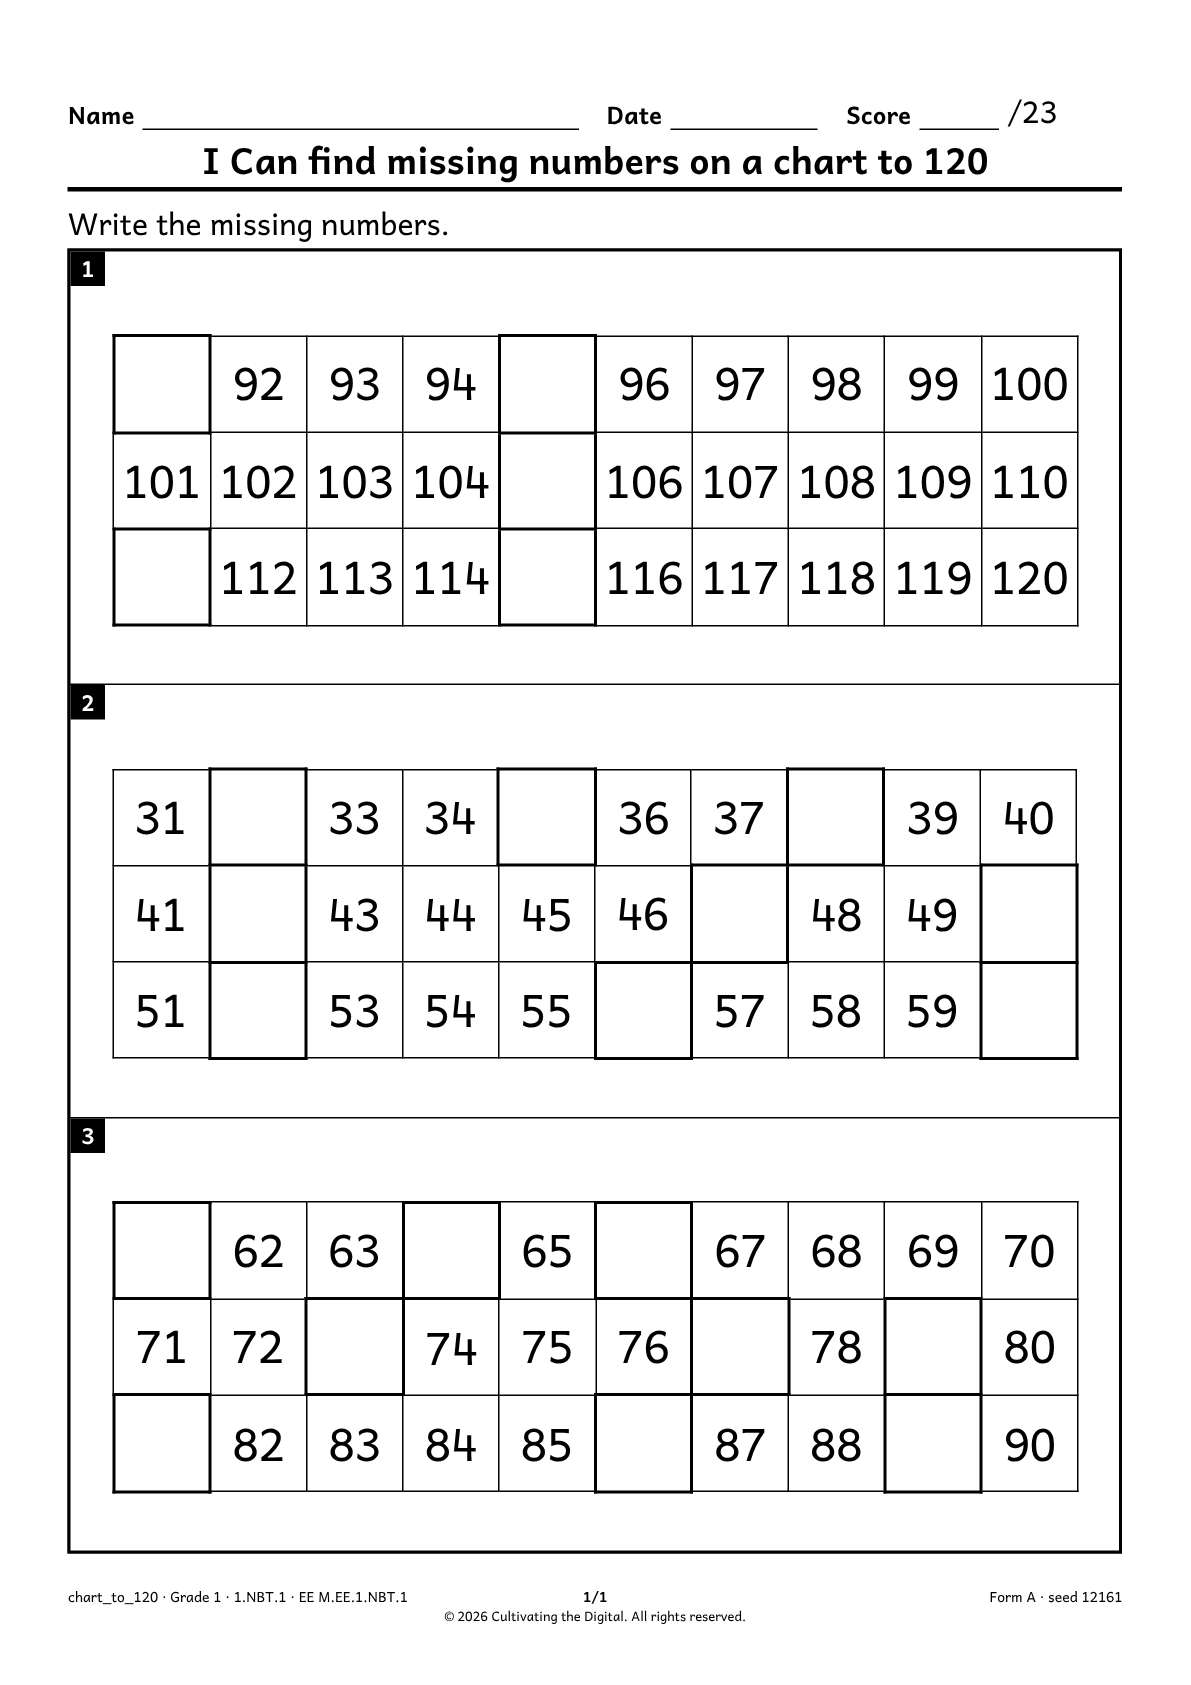 Name Date Score /23
I Can find missing numbers on a chart to 120
Write the missing numbers.
1
92 93 94 96 97 98 99 100
101 102 103 104 106 107 108 109 110
112 113 114 116 117 118 119 120
2
31 33 34 36 37 39 40
41 43 44 45 46 48 49
51 53 54 55 57 58 59
3
62 63 65 67 68 69 70
71 72 74 75 76 78 80
82 83 84 85 87 88 90
chart_to_120 · Grade 1 · 1.NBT.1 · EE M.EE.1.NBT.1 1/1 Form A · seed 12161
© 2026 Cultivating the Digital. All rights reserved.